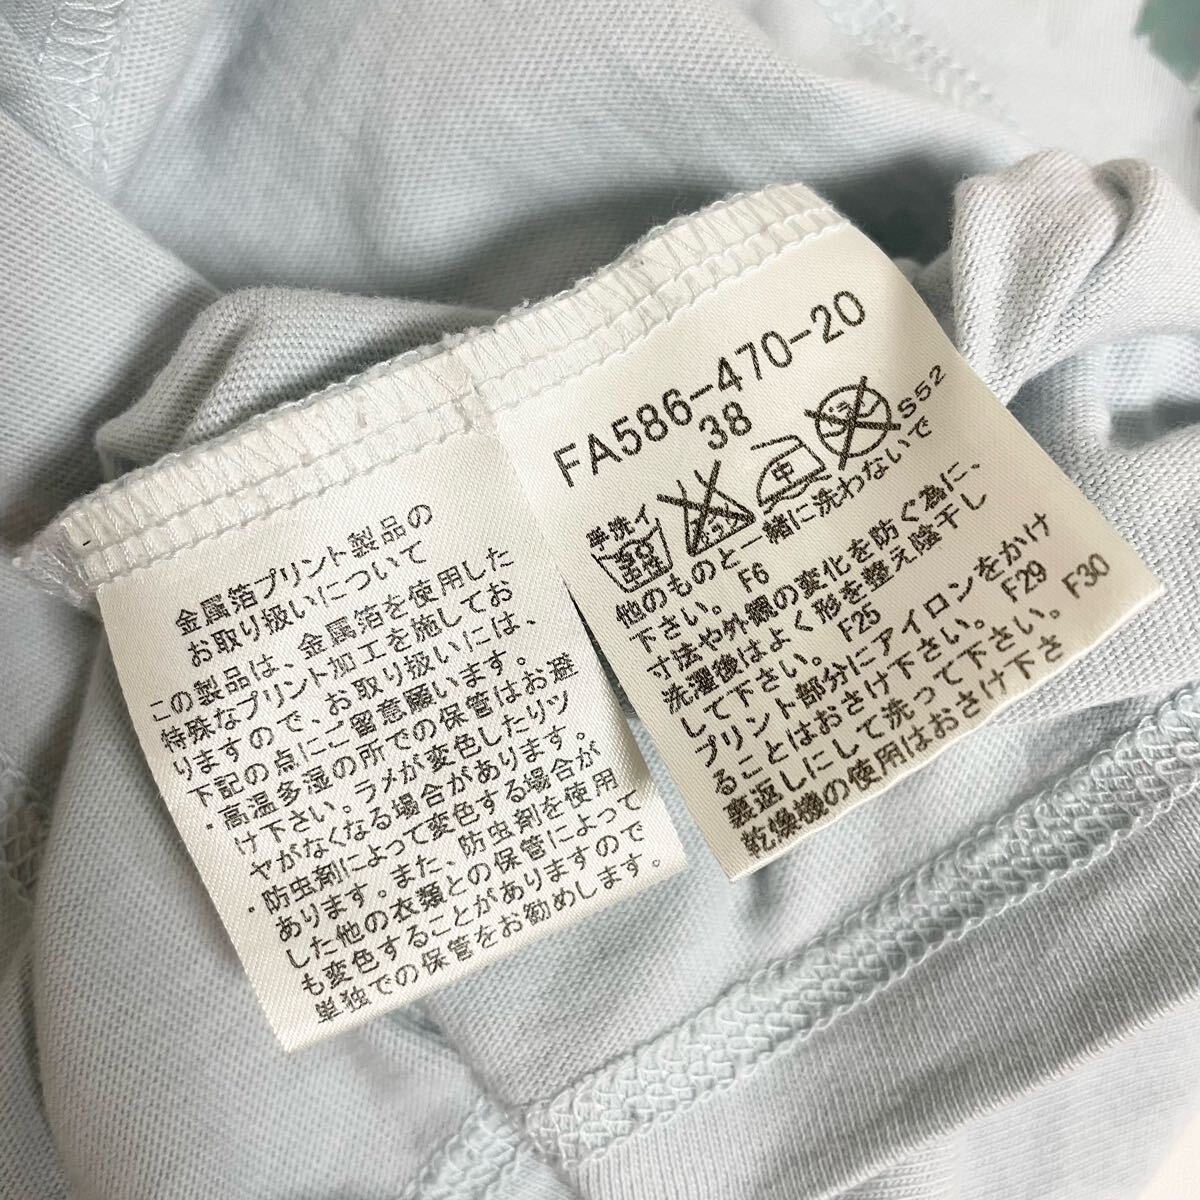 金属箔プリント製品の
お取り扱いについて
この製品は、金属箔を使用した
特殊なプリント加工を施してお
りますので、お取り扱いには、
下記の点にご留意願います。
・高温多湿の所での保管はお避
け下さい。ラメが変色したりツ
ヤがなくなる場合があります。
・防虫剤によって変色する場合が
あります。また、防虫剤を使用
した他の衣類との保管によって
も変色することがありますので
単独での保管をお勧めします。
FA586-470-20
38
単洗イ
中
S52
他のものと一緒に洗わないで
下さい。 F6
寸法や外観の変化を防ぐ為に、
洗濯後はよく形を整え陰干し
して下さい。 F25
プリント部分にアイロンをかけ
ることはおさけ下さい。 F29
裏返しにして洗って下さい。 F30
乾燥機の使用はおさけ下さ